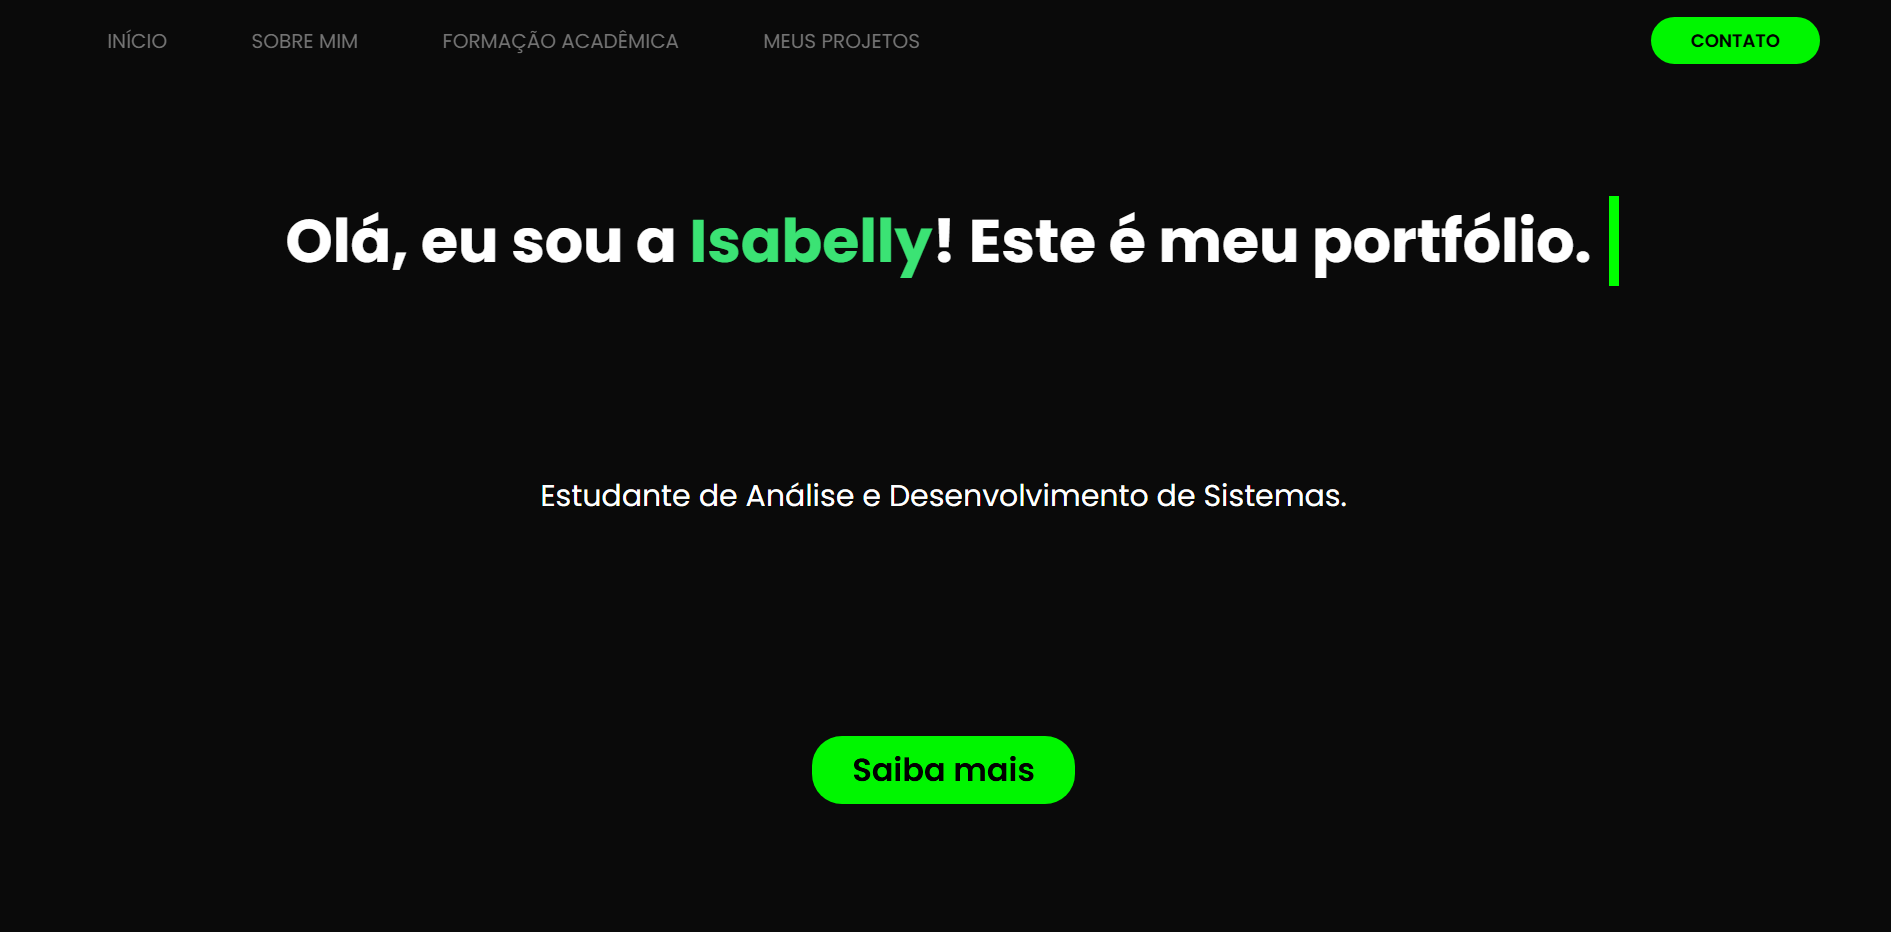 INÍCIO SOBRE MIM FORMAÇÃO ACADÊMICA MEUS PROJETOS CONTATO
Olá, eu sou a Isabelly! Este é meu portfólio.
Estudante de Análise e Desenvolvimento de Sistemas.
Saiba mais